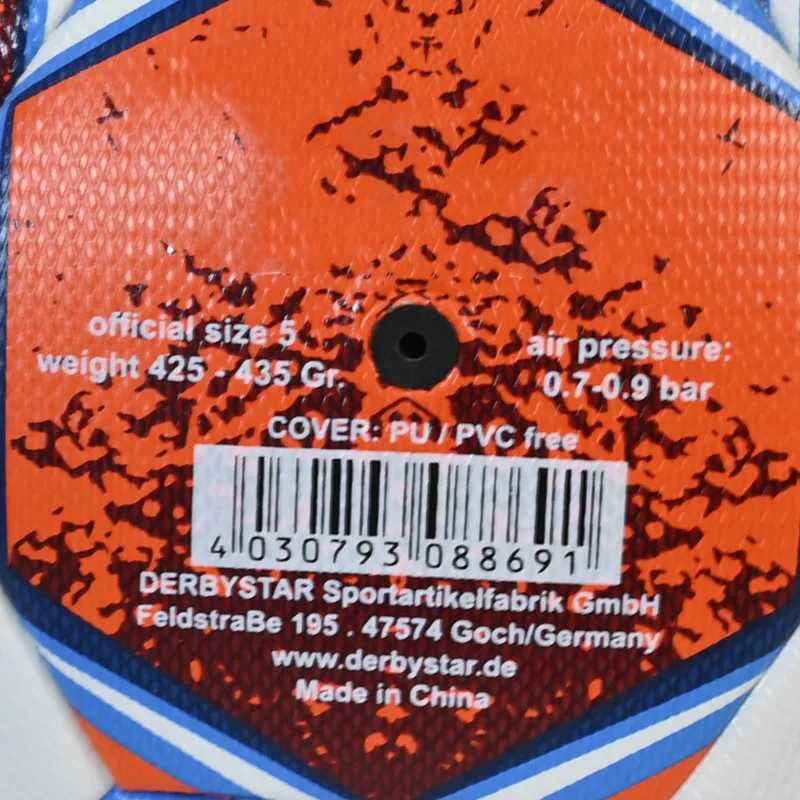 official size 5
weight 425 - 435 Gr.
air pressure:
0.7-0.9 bar
COVER: PU / PVC free
4 030793 088691
DERBYSTAR Sportartikelfabrik GmbH
FeldstraBe 195 . 47574 Goch/Germany
www.derbystar.de
Made in China